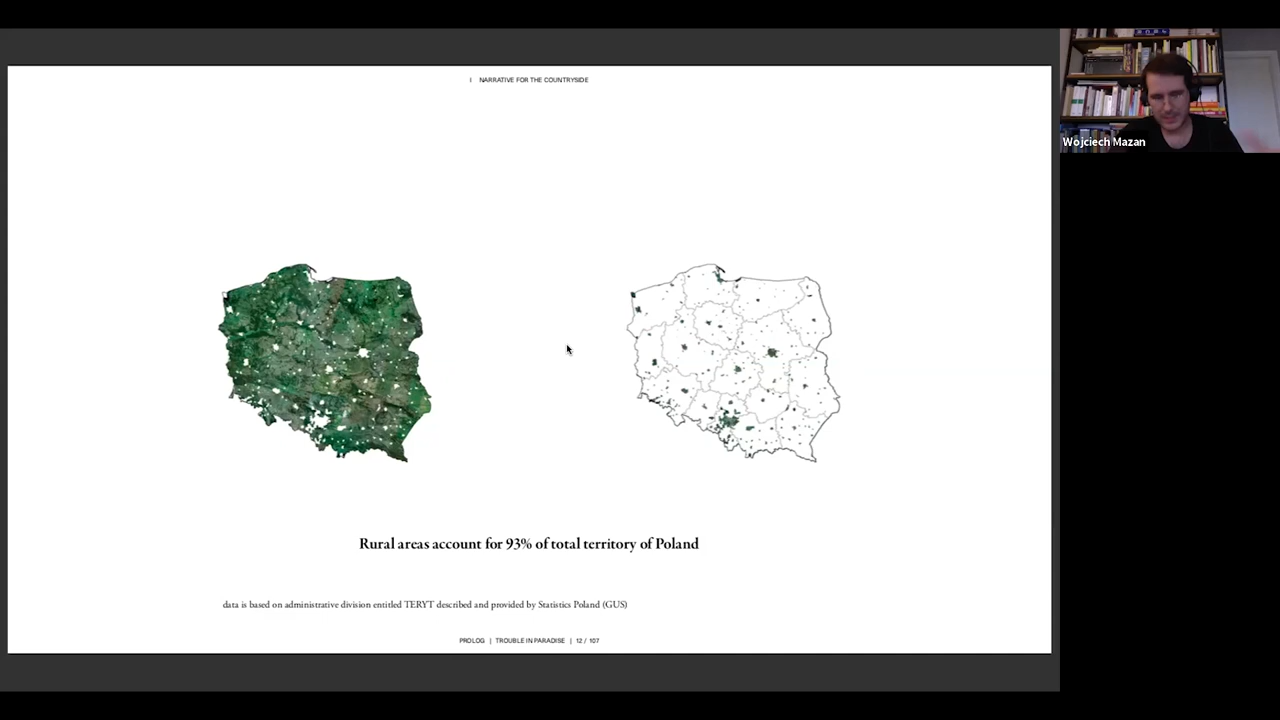 I NARRATIVE FOR THE COUNTRYSIDE
Wojciech Mazan
Rural areas account for 93% of total territory of Poland
data is based on administrative division entitled TERYT described and provided by Statistics Poland (GUS)
PROLOG | TROUBLE IN PARADISE | 12 / 107